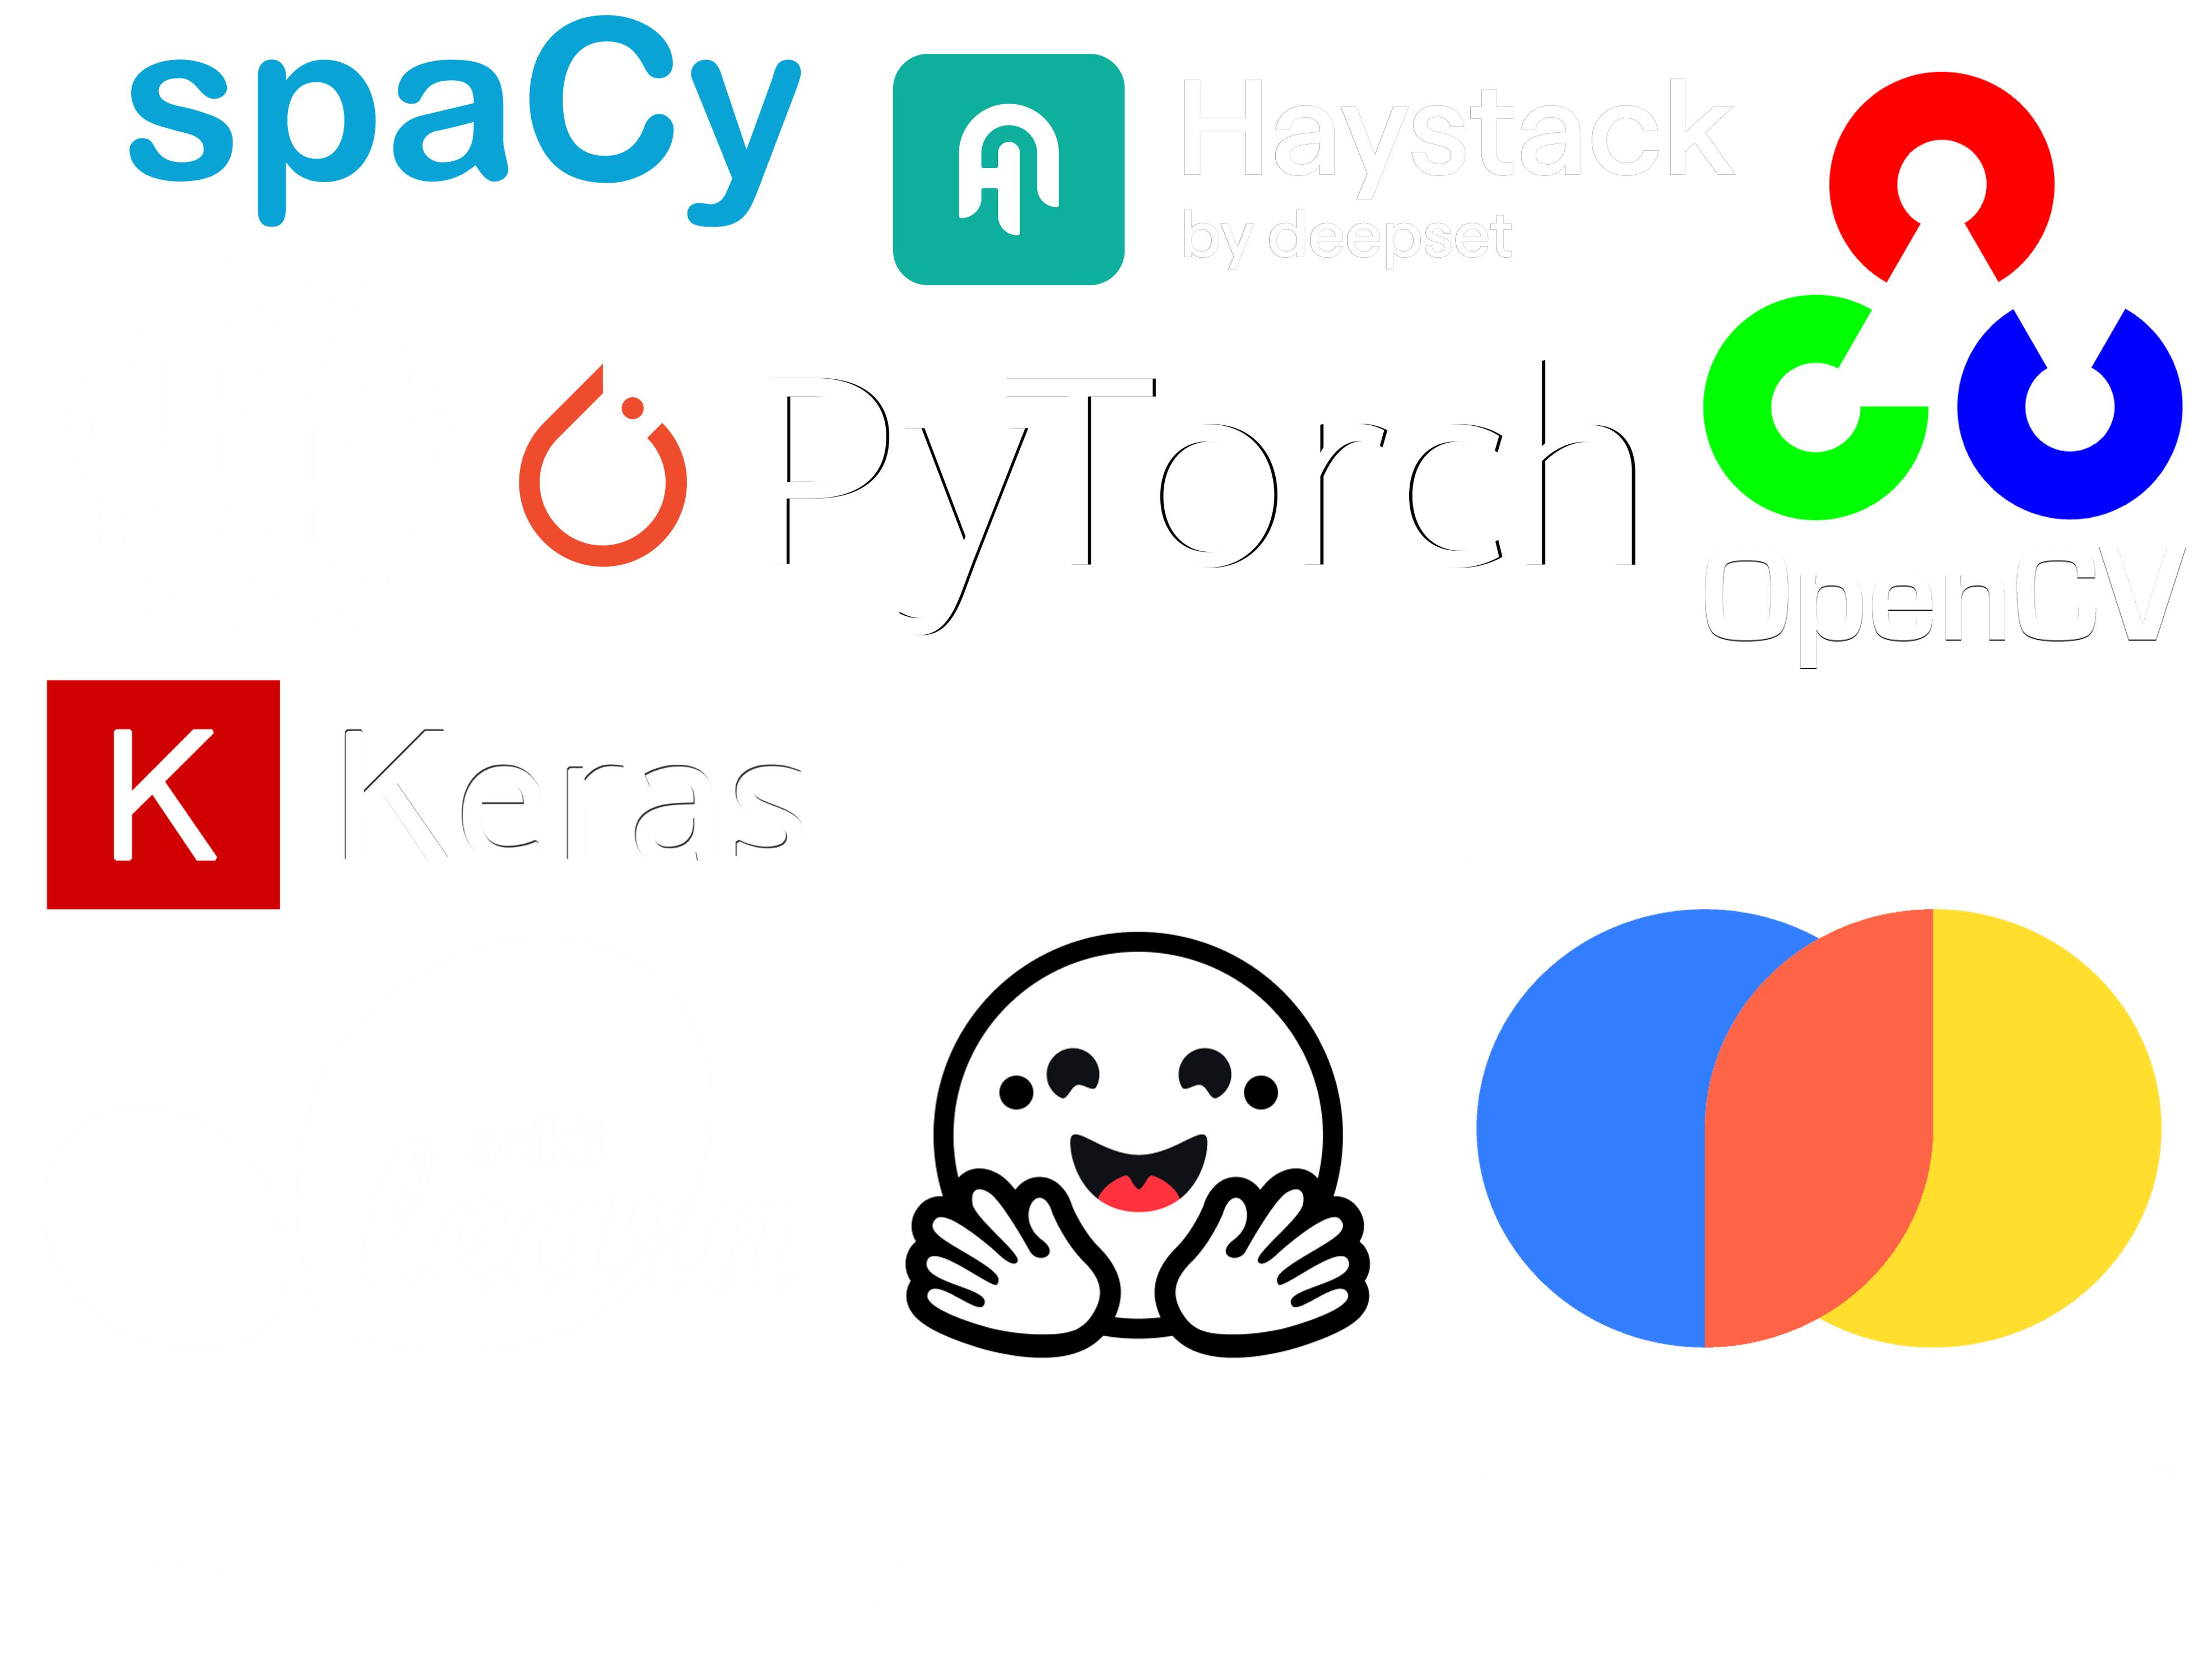 spaCy
Haystack
by deepset
PyTorch
OpenCV
K Keras